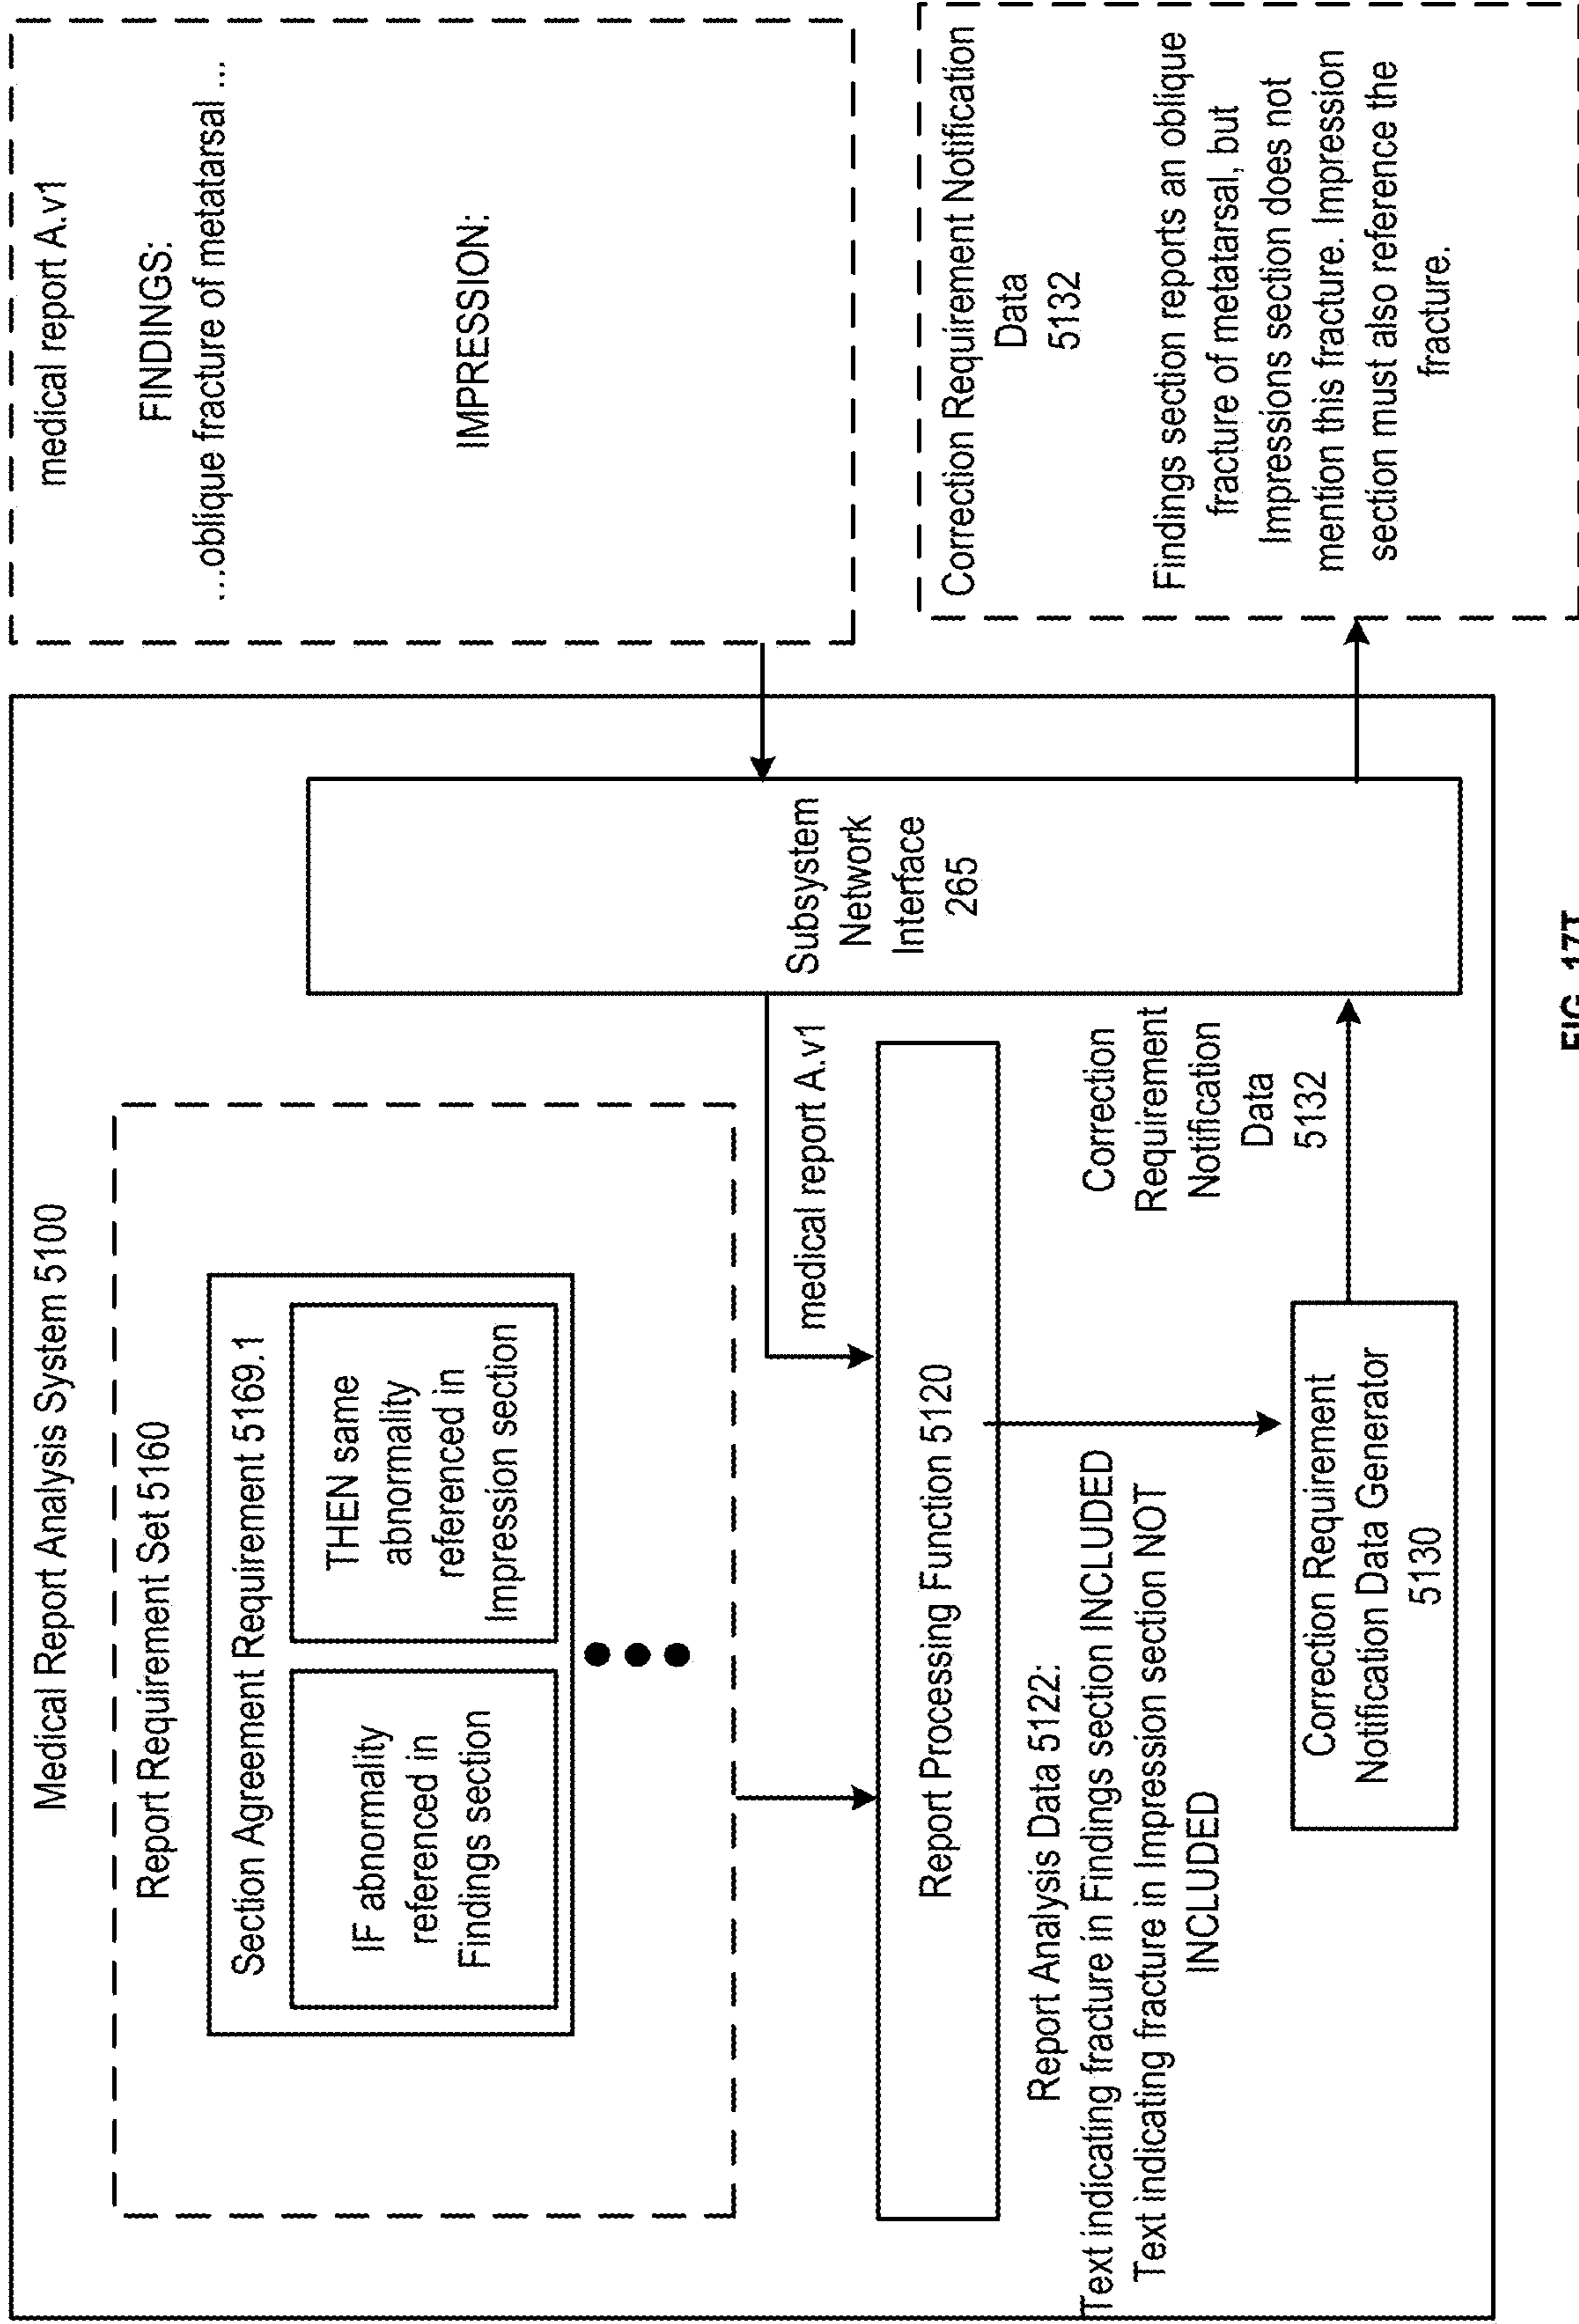 Medical Report Analysis System 5100
Report Requirement Set 5160
Section Agreement Requirement 5169.1
IF abnormality
referenced in
Findings section
THEN same
abnormality
referenced in
Impression section
medical report A.v1
Report Processing Function 5120
Report Analysis Data 5122:
Text indicating fracture in Findings section INCLUDED
Text indicating fracture in Impression section NOT
INCLUDED
Correction Requirement
Notification Data Generator
5130
Correction
Requirement
Notification
Data
5132
Subsystem
Network
Interface
265
medical report A.v1
FINDINGS:
...oblique fracture of metatarsal ...
IMPRESSION:
Correction Requirement Notification
Data
5132
Findings section reports an oblique
fracture of metatarsal, but
Impressions section does not
mention this fracture. Impression
section must also reference the
fracture.
FIG. 17T